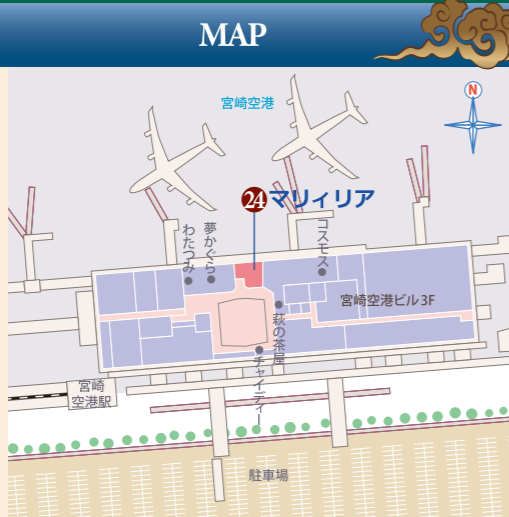 MAP
宮崎空港
N
24 マリィリア
わたつみ
夢かぐら
コスモス
宮崎空港ビル3F
萩の茶屋
チャイディー
宮崎
空港駅
駐車場